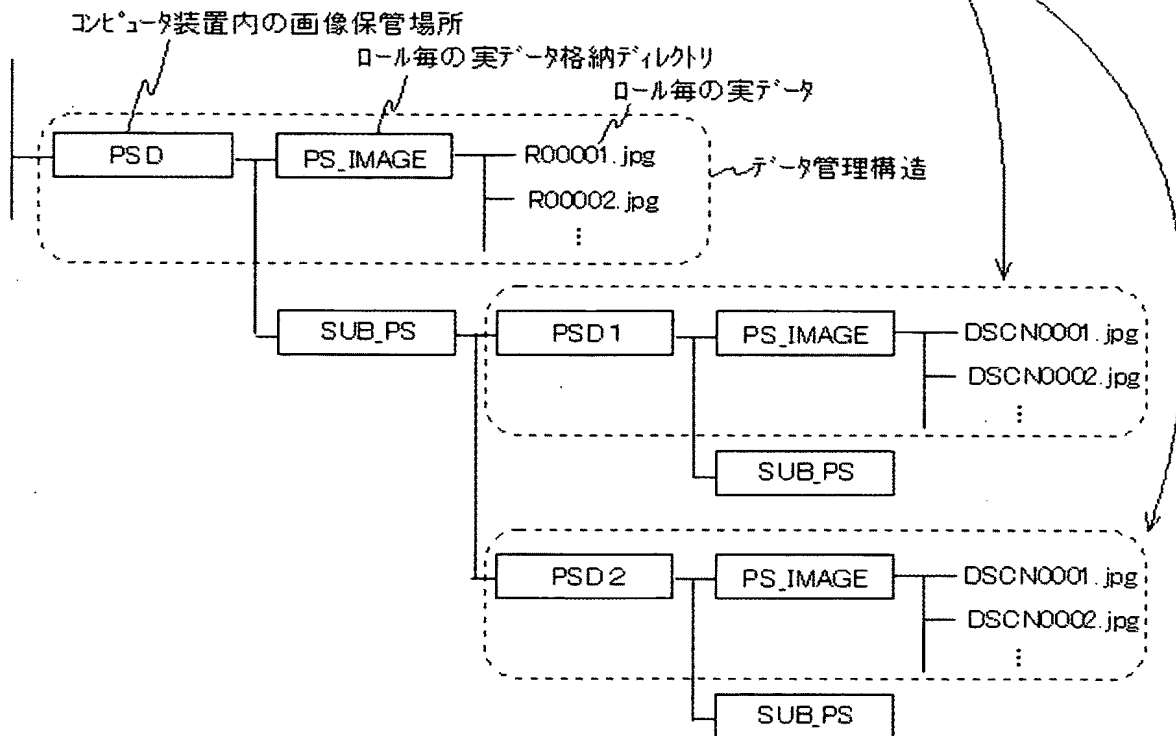 コンピュータ装置内の画像保管場所
ロール毎の実データ格納ディレクトリ
ロール毎の実データ
PSD
PS_IMAGE
R00001.jpg
データ管理構造
R00002.jpg
⋮
SUB_PS
PSD1
PS_IMAGE
DSCN0001.jpg
DSCN0002.jpg
⋮
SUB_PS
PSD2
PS_IMAGE
DSCN0001.jpg
DSCN0002.jpg
⋮
SUB_PS